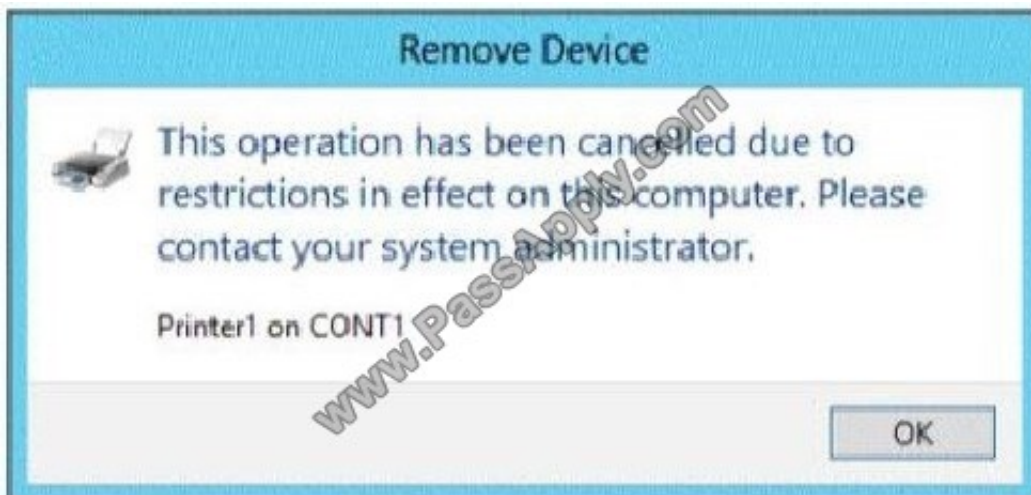 Remove Device
This operation has been cancelled due to
restrictions in effect on this computer. Please
contact your system administrator.
Printer1 on CONT1
www.PassApply.com
OK